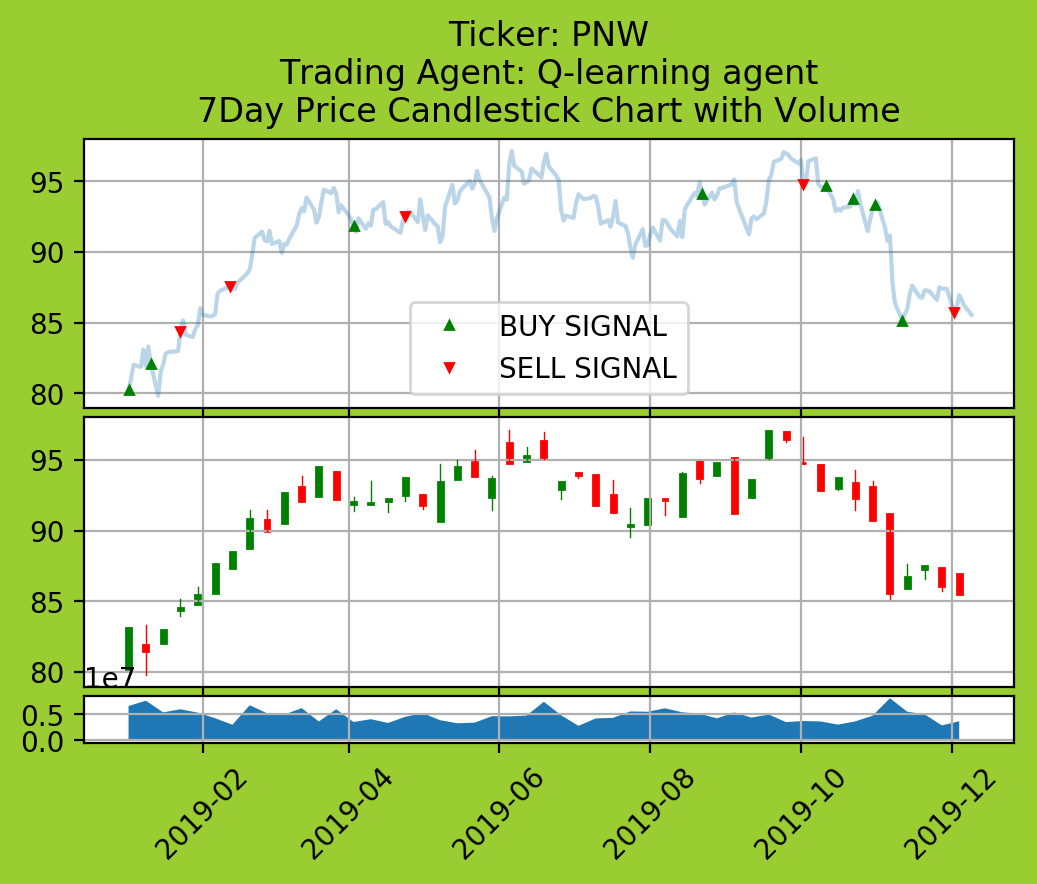 Ticker: PNW
Trading Agent: Q-learning agent
7Day Price Candlestick Chart with Volume
95
90
85
80
BUY SIGNAL
SELL SIGNAL
95
90
85
80
1e7
0.5
0.0
2019-02
2019-04
2019-06
2019-08
2019-10
2019-12